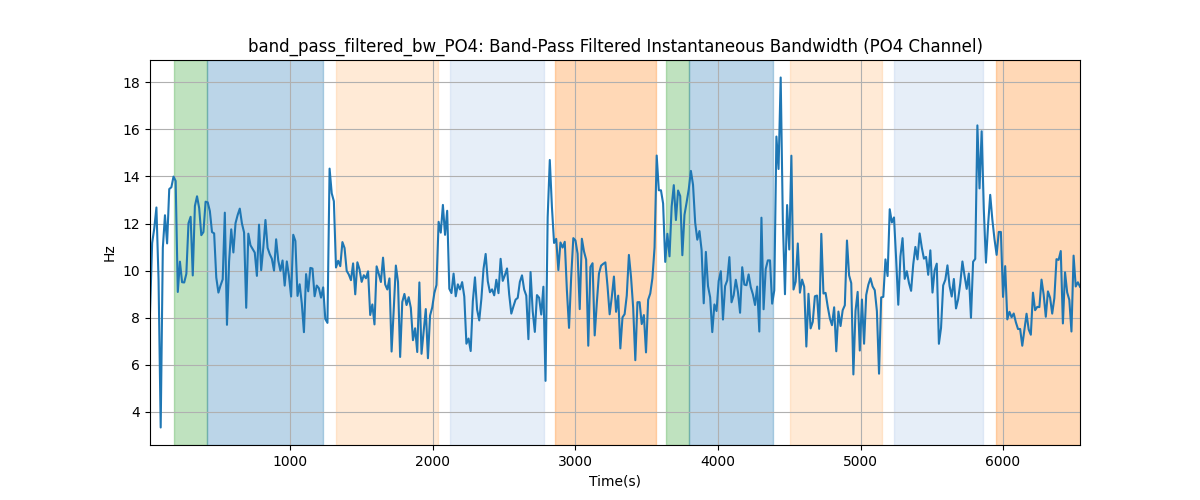 band_pass_filtered_bw_PO4: Band-Pass Filtered Instantaneous Bandwidth (PO4 Channel)
18
16
14
12
10
8
6
4
Hz
1000 2000 3000 4000 5000 6000
Time(s)